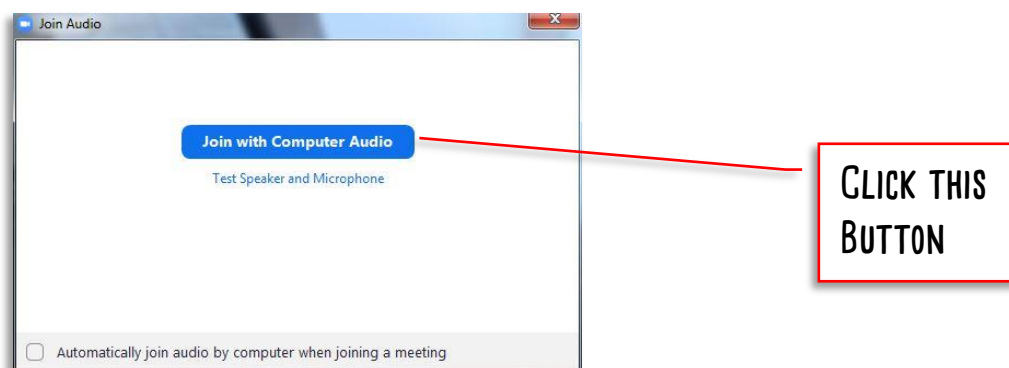 Join Audio
Join with Computer Audio
Test Speaker and Microphone
CLICK THIS
BUTTON
Automatically join audio by computer when joining a meeting